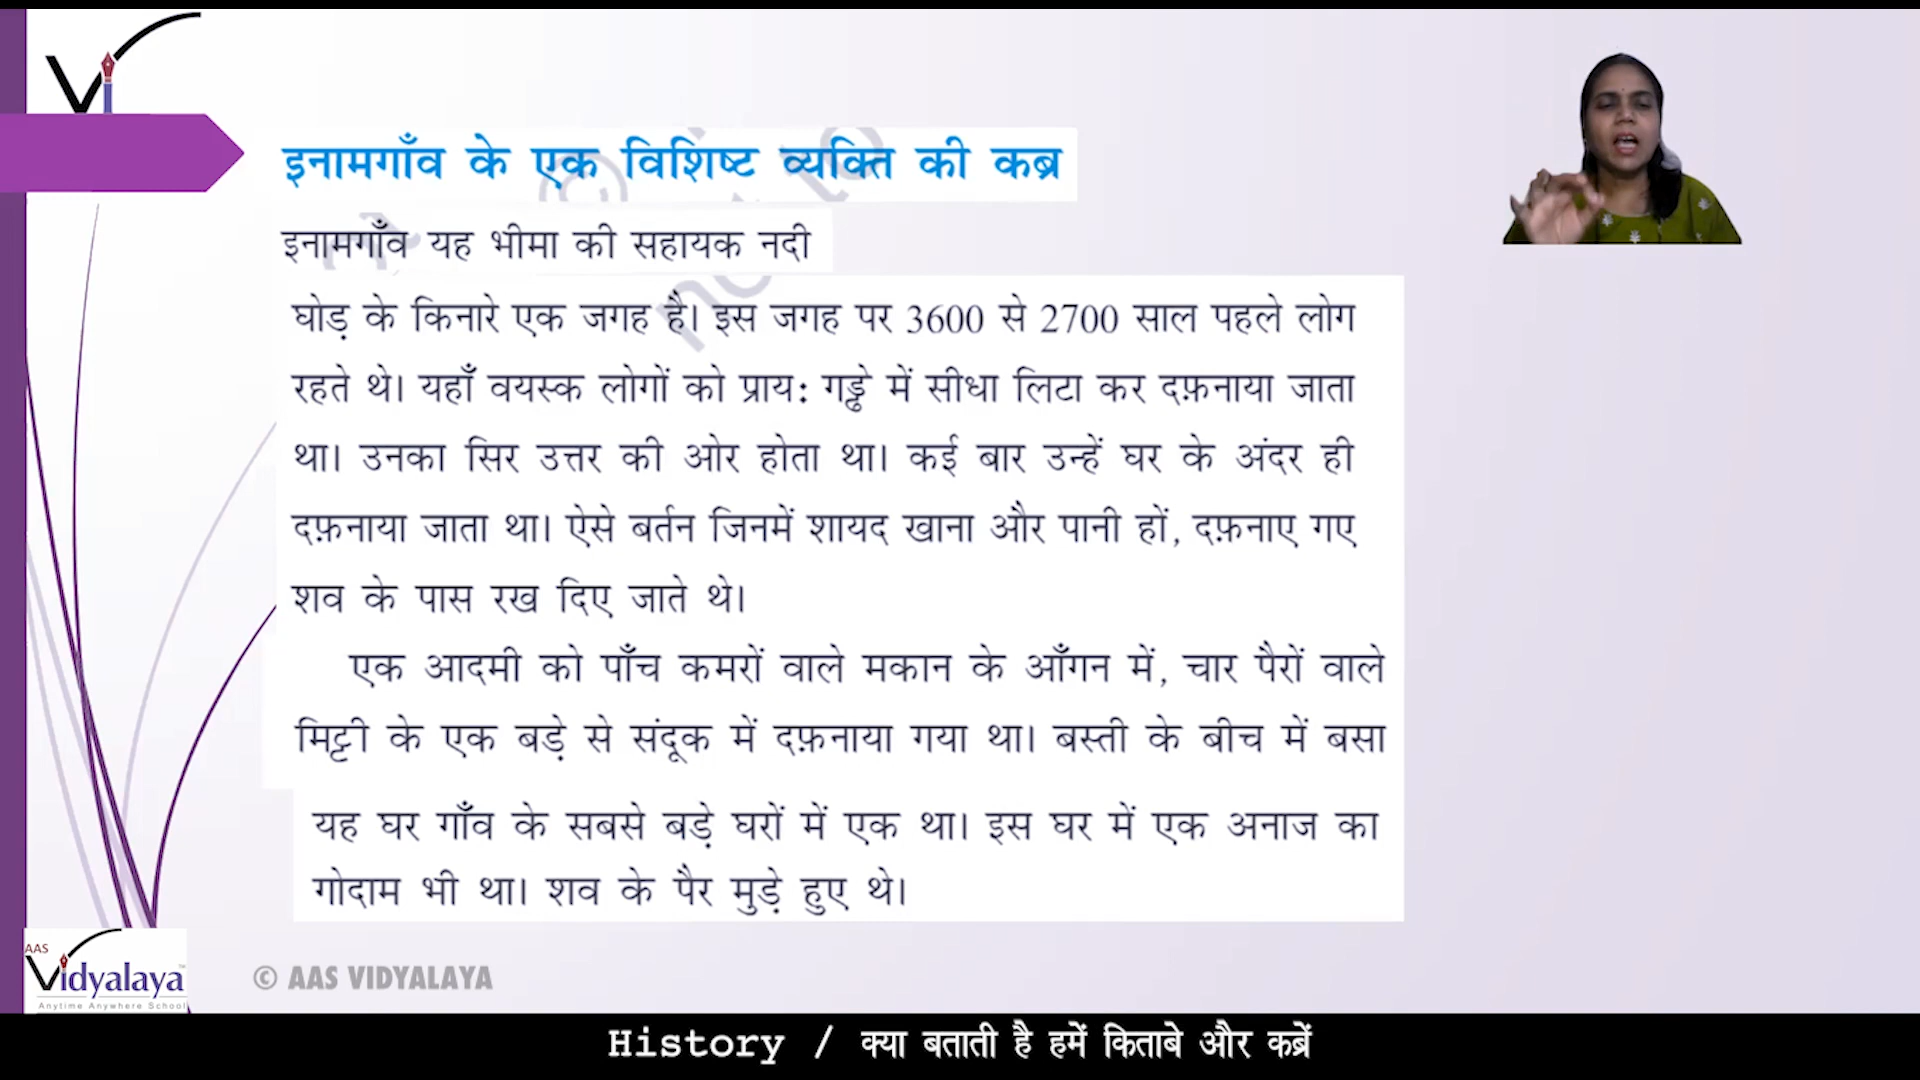 इनामगाँव के एक विशिष्ट व्यक्ति की कब्र
इनामगाँव यह भीमा की सहायक नदी
घोड़ के किनारे एक जगह है। इस जगह पर 3600 से 2700 साल पहले लोग
रहते थे। यहाँ वयस्क लोगों को प्राय: गड्ढे में सीधा लिटा कर दफ़नाया जाता
था। उनका सिर उत्तर की ओर होता था। कई बार उन्हें घर के अंदर ही
दफ़नाया जाता था। ऐसे बर्तन जिनमें शायद खाना और पानी हों, दफ़नाए गए
शव के पास रख दिए जाते थे।
एक आदमी को पाँच कमरों वाले मकान के आँगन में, चार पैरों वाले
मिट्टी के एक बड़े से संदूक में दफ़नाया गया था। बस्ती के बीच में बसा
यह घर गाँव के सबसे बड़े घरों में एक था। इस घर में एक अनाज का
गोदाम भी था। शव के पैर मुड़े हुए थे।
AAS
Vidyalaya
Anytime Anywhere School
© AAS VIDYALAYA
History / क्या बताती है हमें किताबे और कब्रें